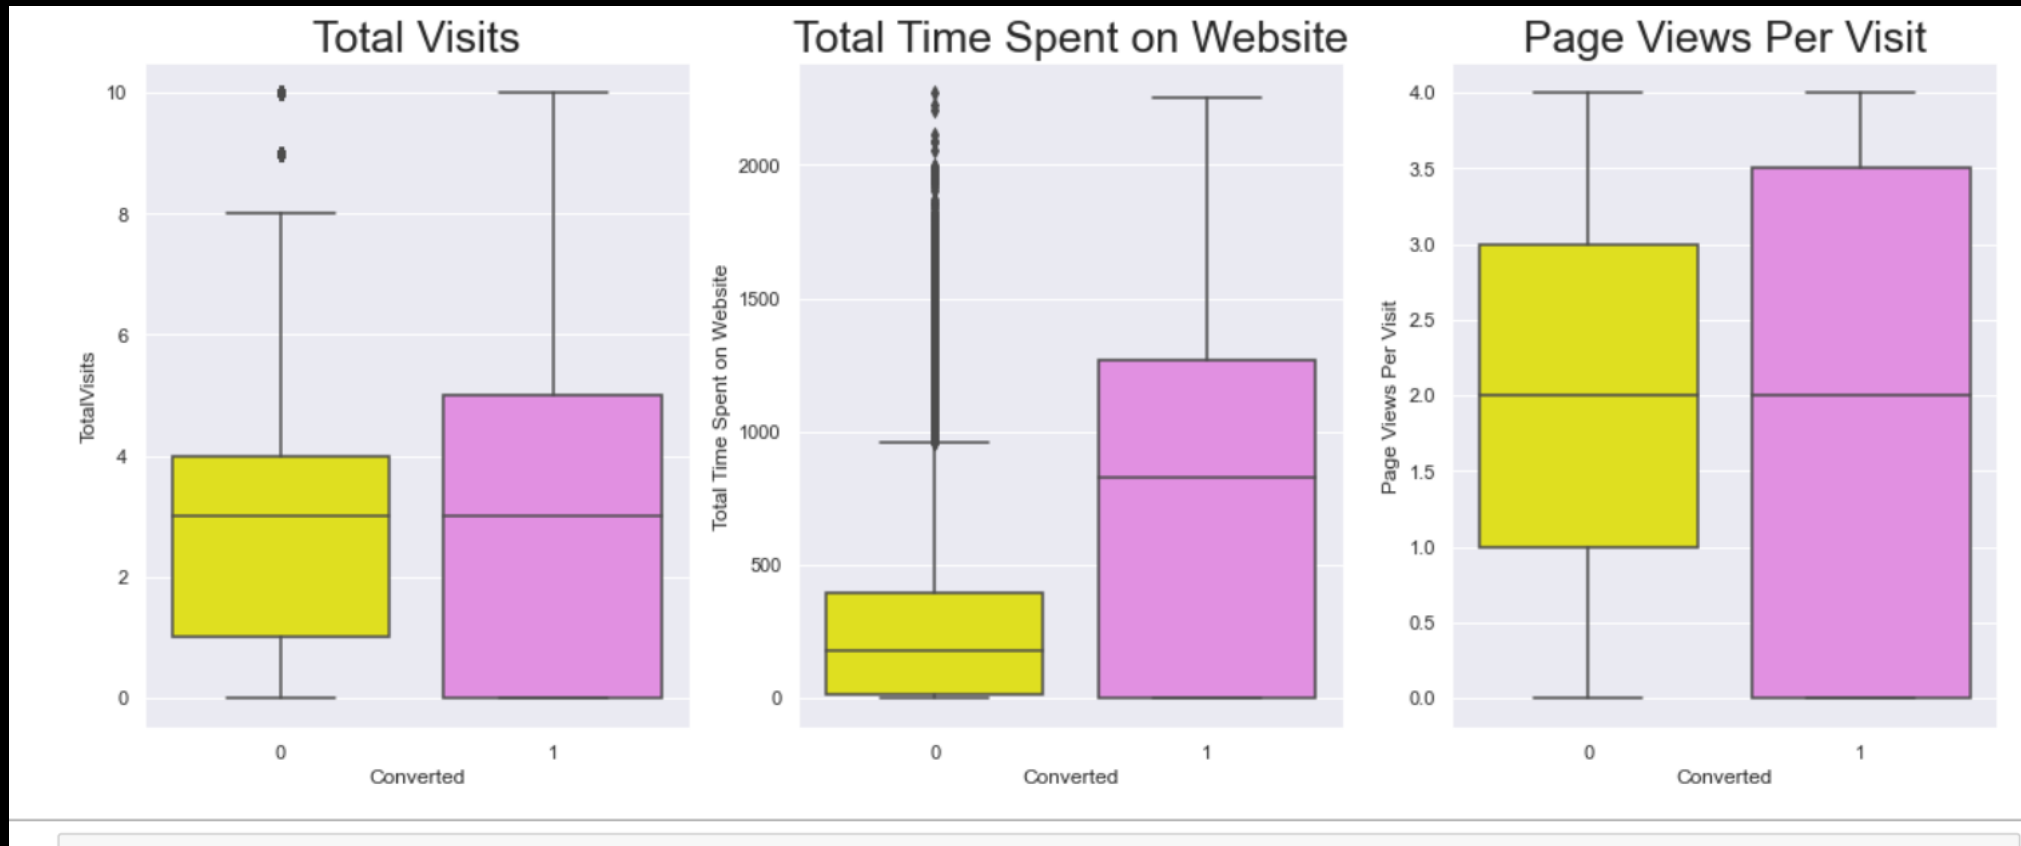 Total Visits
10
8
6
4
2
0
TotalVisits
0
1
Converted
Total Time Spent on Website
2000
1500
1000
500
0
Total Time Spent on Website
0
1
Converted
Page Views Per Visit
4.0
3.5
3.0
2.5
2.0
1.5
1.0
0.5
0.0
Page Views Per Visit
0
1
Converted